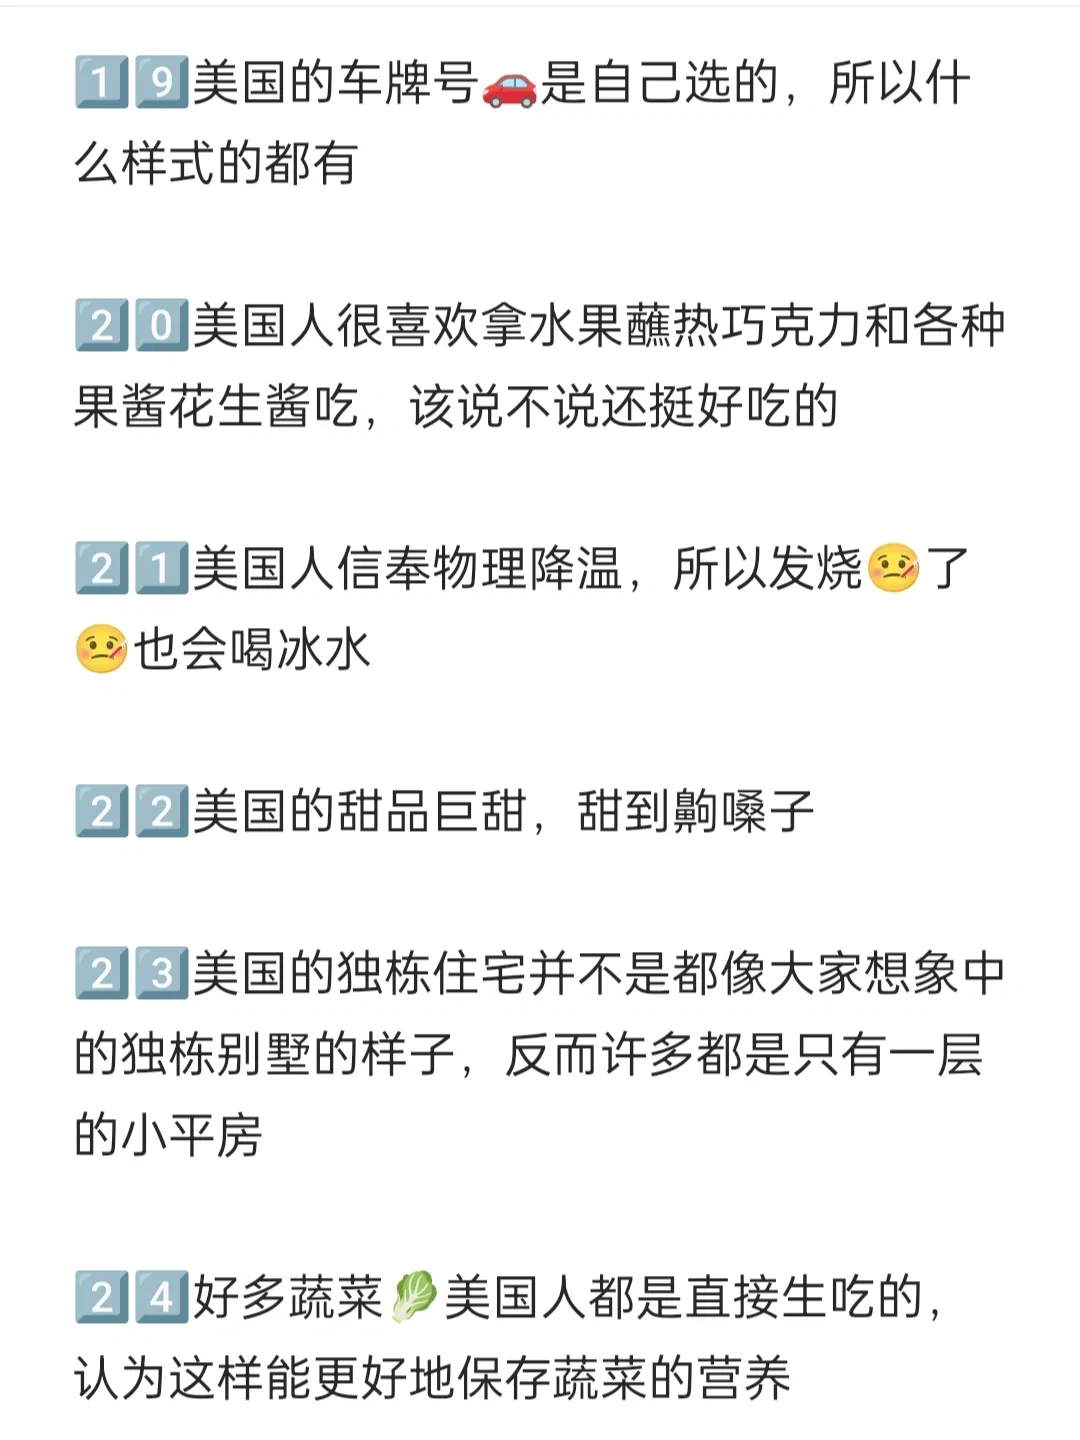 1️⃣9️⃣美国的车牌号🚗是自己选的，所以什
么样式的都有
2️⃣0️⃣美国人很喜欢拿水果蘸热巧克力和各种
果酱花生酱吃，该说不说还挺好吃的
2️⃣1️⃣美国人信奉物理降温，所以发烧🤒了
🤒也会喝冰水
2️⃣2️⃣美国的甜品巨甜，甜到齁嗓子
2️⃣3️⃣美国的独栋住宅并不是都像大家想象中
的独栋别墅的样子，反而许多都是只有一层
的小平房
2️⃣4️⃣好多蔬菜🥬美国人都是直接生吃的，
认为这样能更好地保存蔬菜的营养